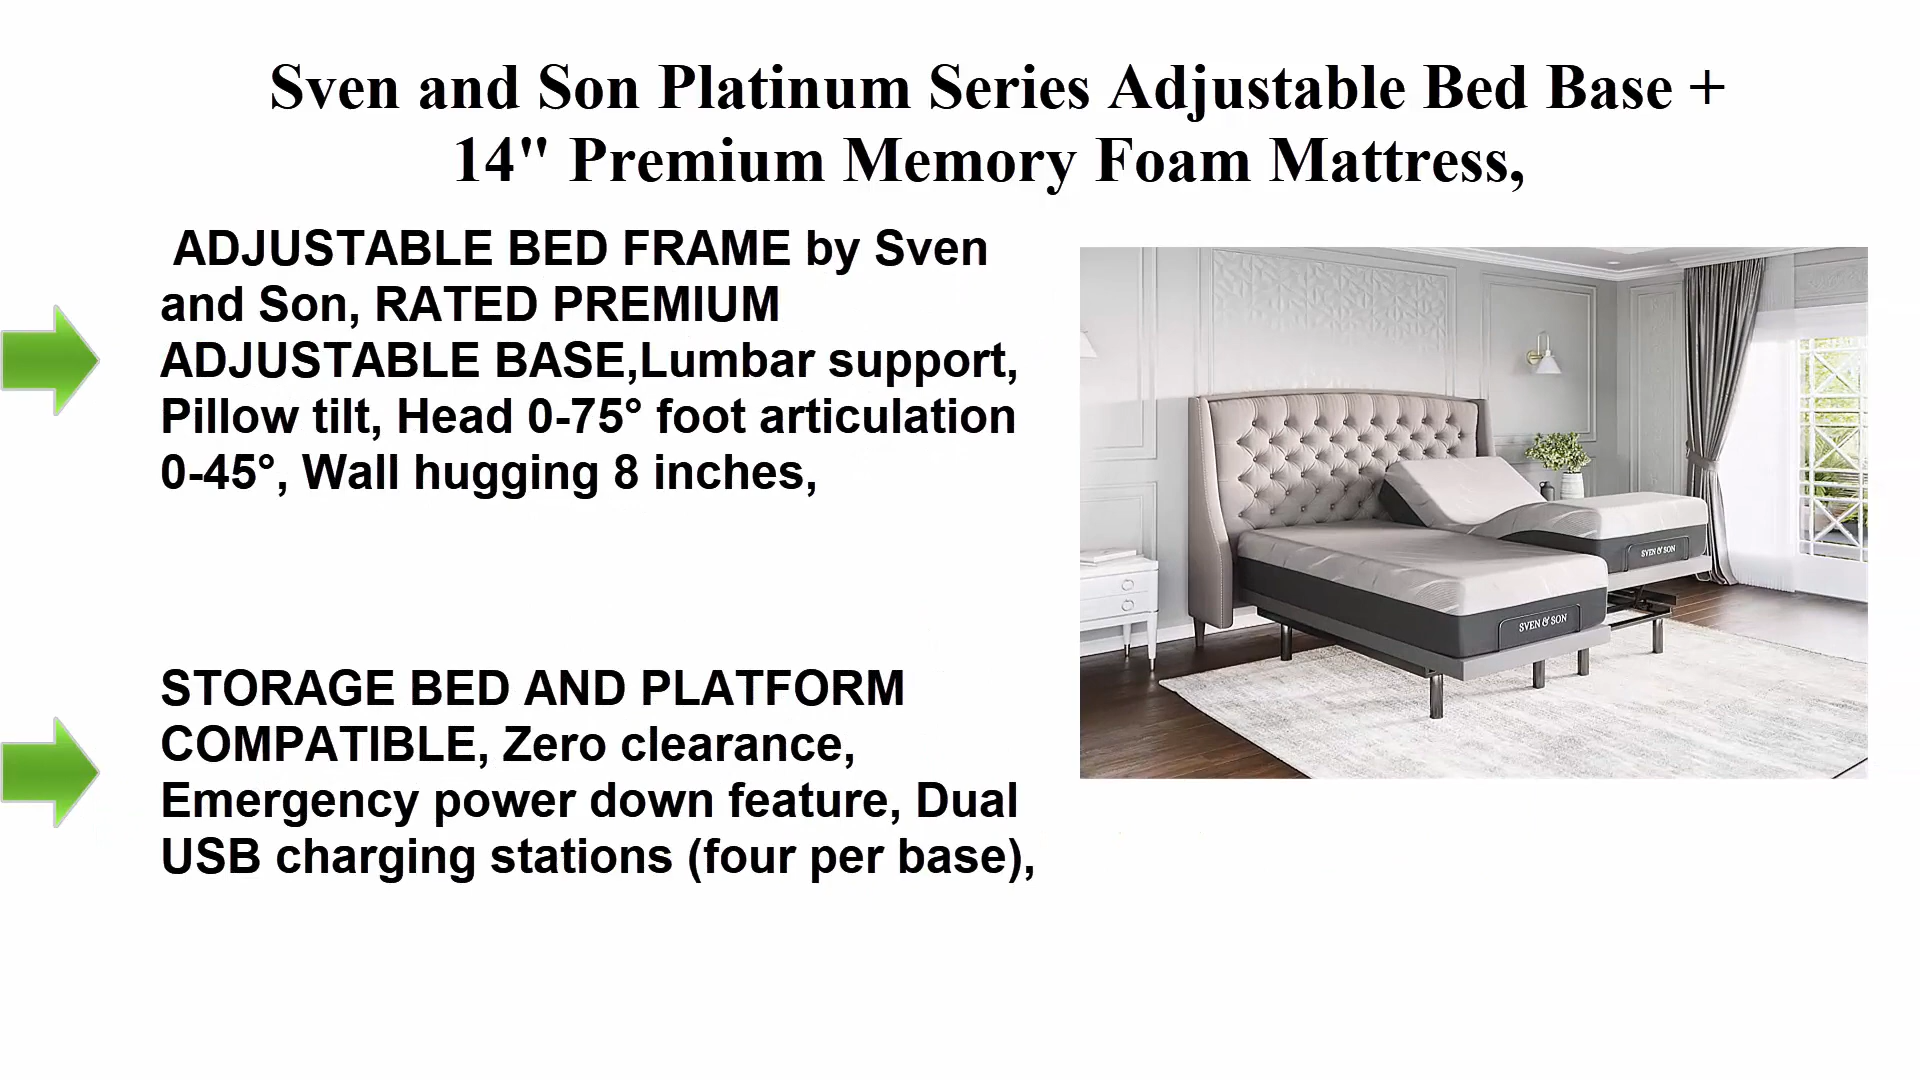 Sven and Son Platinum Series Adjustable Bed Base +
14" Premium Memory Foam Mattress,
ADJUSTABLE BED FRAME by Sven
and Son, RATED PREMIUM
ADJUSTABLE BASE,Lumbar support,
Pillow tilt, Head 0-75° foot articulation
0-45°, Wall hugging 8 inches,
STORAGE BED AND PLATFORM
COMPATIBLE, Zero clearance,
Emergency power down feature, Dual
USB charging stations (four per base),
SVEN & SON
SVEN & SON